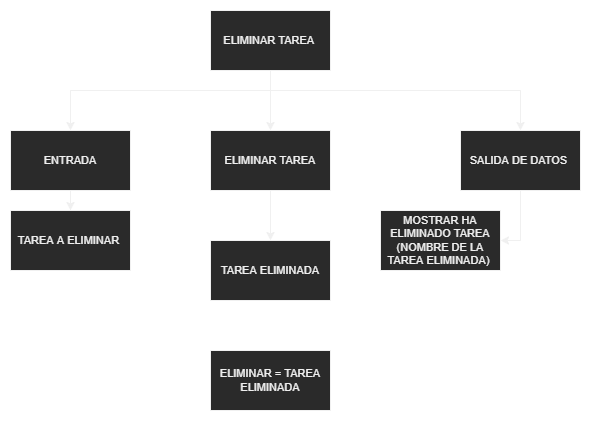 ELIMINAR TAREA
ENTRADA
ELIMINAR TAREA
SALIDA DE DATOS
TAREA A ELIMINAR
TAREA ELIMINADA
MOSTRAR HA
ELIMINADO TAREA
(NOMBRE DE LA
TAREA ELIMINADA)
ELIMINAR = TAREA
ELIMINADA